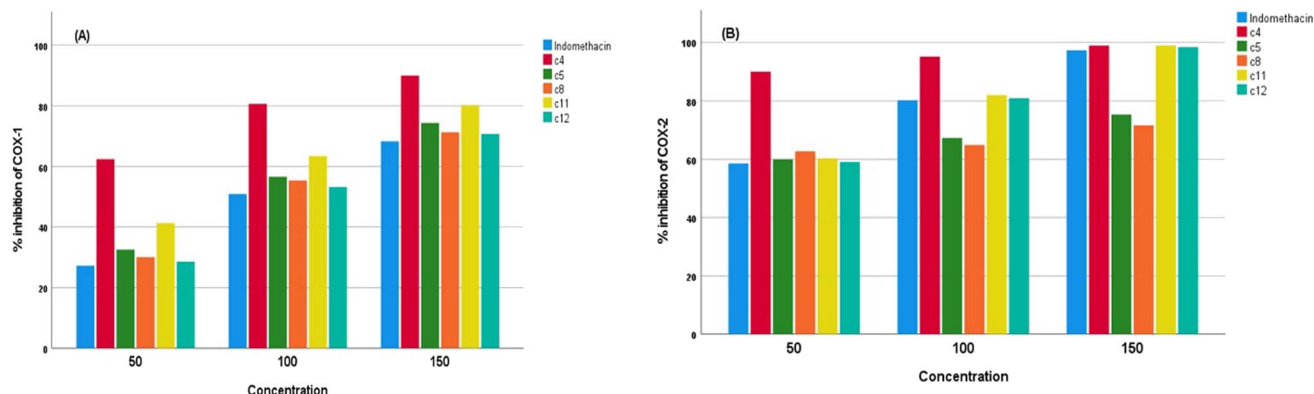 (A)
% inhibition of COX-1
100
80
60
40
20
0
50
100
150
Concentration
Indomethacin
c4
c5
c8
c11
c12
(B)
% inhibition of COX-2
100
80
60
40
20
0
50
100
150
Concentration
Indomethacin
c4
c5
c8
c11
c12